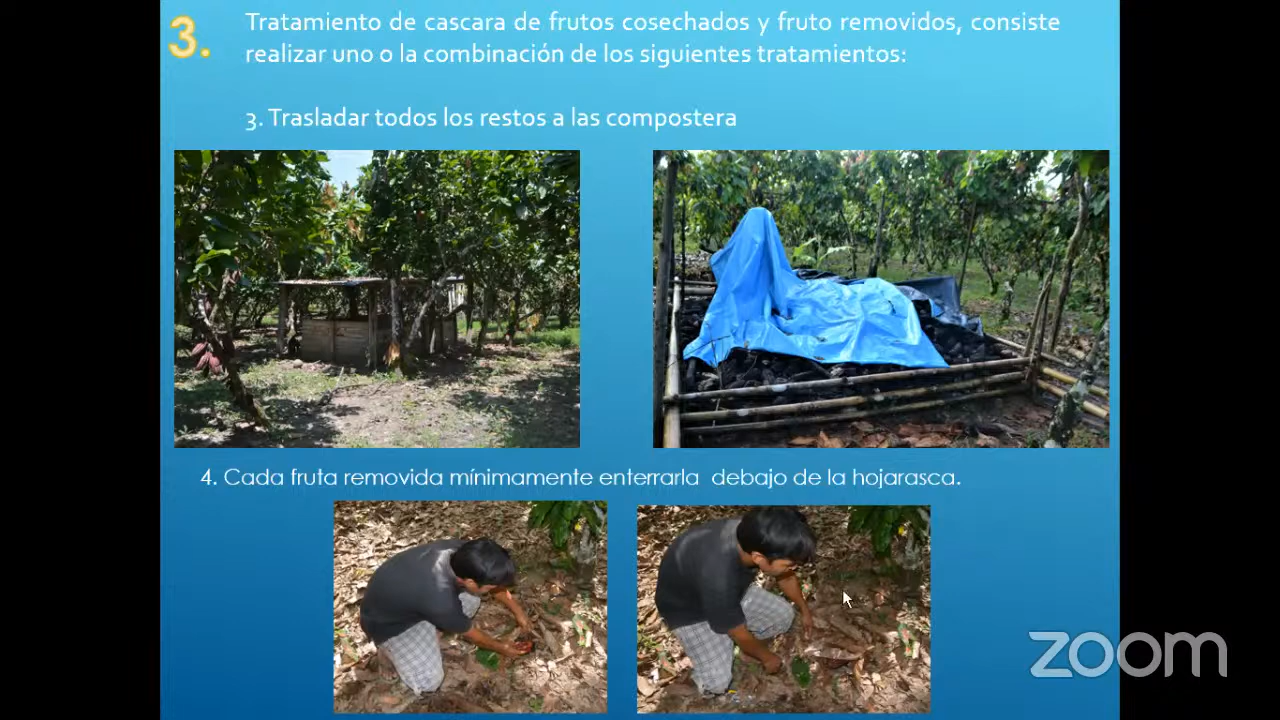 3.
Tratamiento de cascara de frutos cosechados y fruto removidos, consiste
realizar uno o la combinación de los siguientes tratamientos:
3. Trasladar todos los restos a las compostera
4. Cada fruta removida mínimamente enterrarla debajo de la hojarasca.
zoom